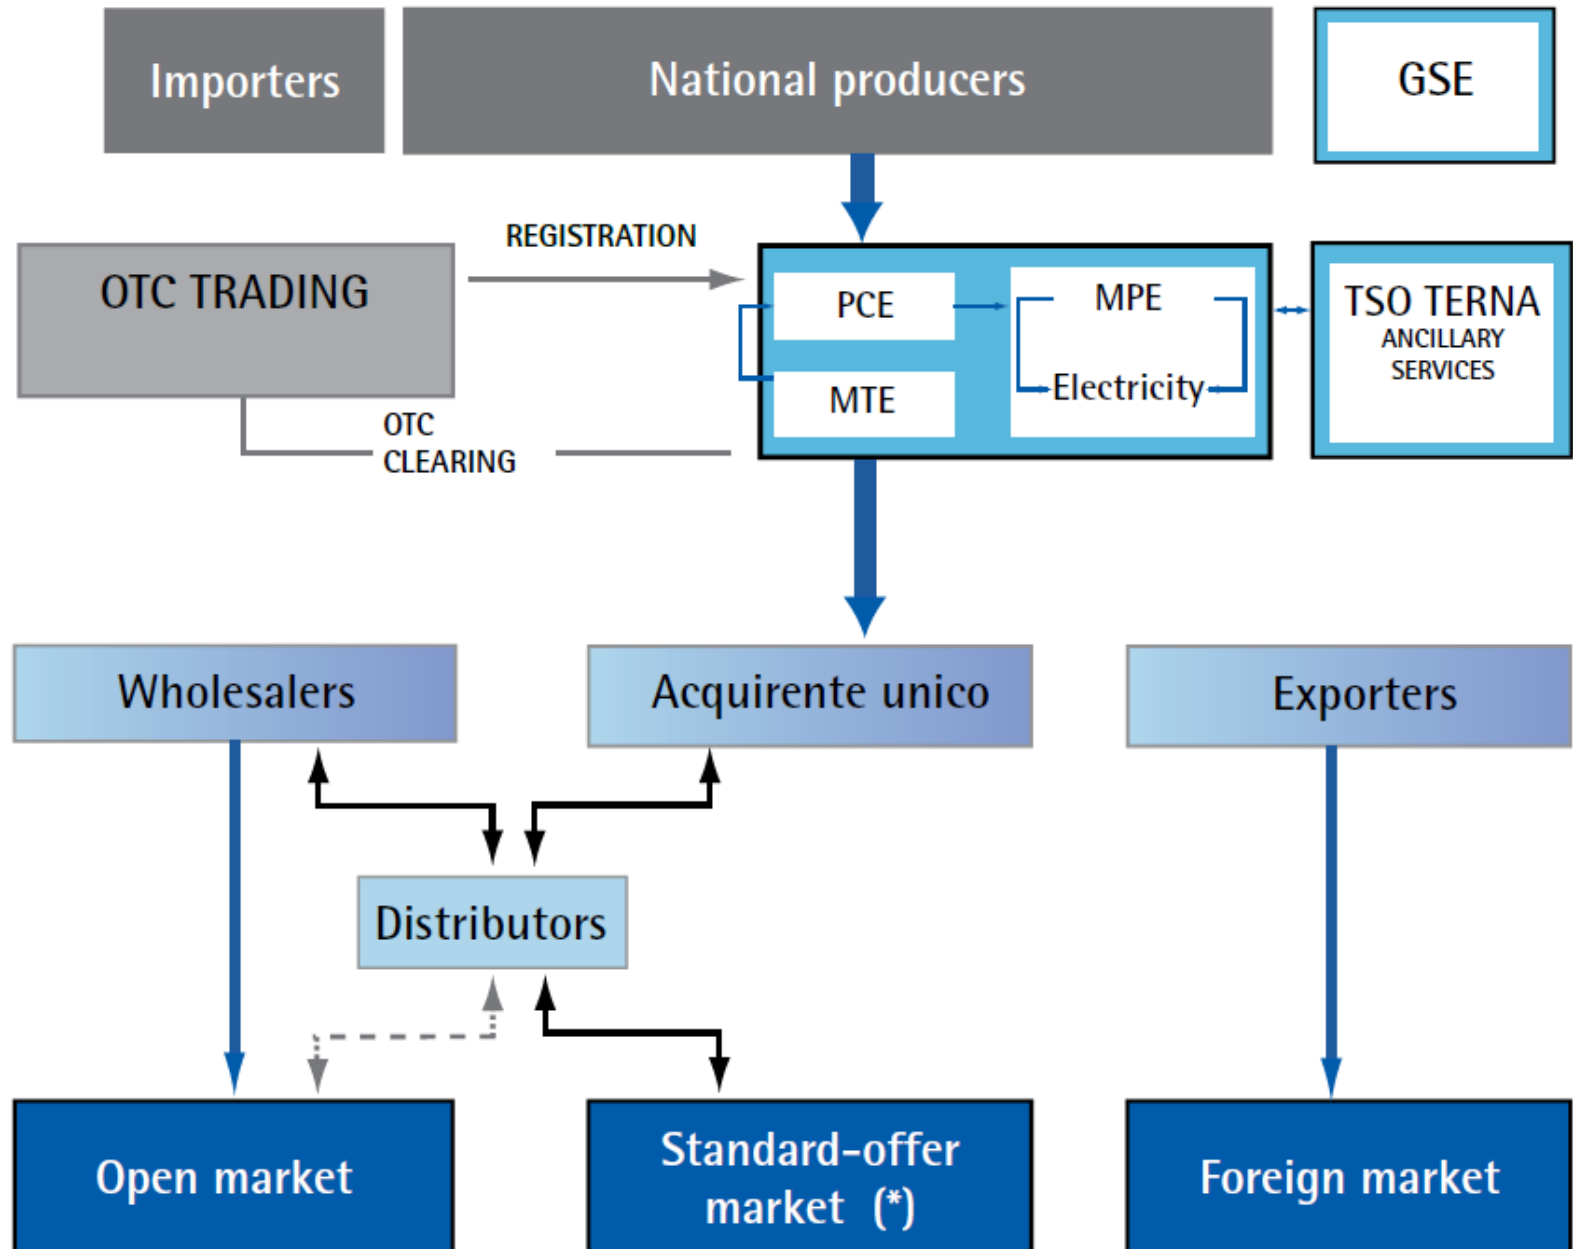 Importers
National producers
GSE
REGISTRATION
OTC TRADING
PCE
MPE
TSO TERNA
ANCILLARY
SERVICES
MTE
Electricity
OTC
CLEARING
Wholesalers
Acquirente unico
Exporters
Distributors
Open market
Standard-offer
market (*)
Foreign market